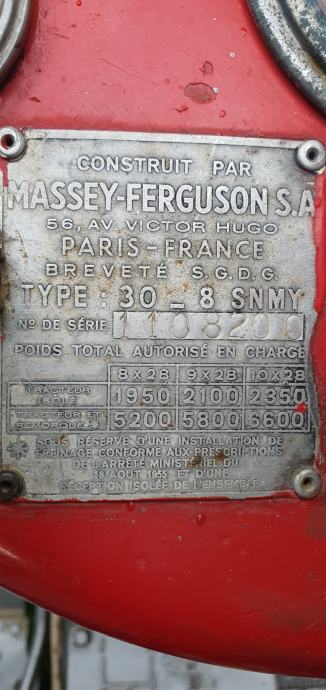 CONSTRUIT PAR
MASSEY-FERGUSON S.A
56, AV. VICTOR HUGO
PARIS-FRANCE
BREVETÉ S.G.D.G.
TYPE : 30 _ 8 SNMY
Nº DE SÉRIE 1108200
POIDS TOTAL AUTORISÉ EN CHARGE
8X28 9X28 10X28
TRACTEUR ISOLÉ 1950 2100 2350
TRACTEUR ET REMORQUE 5200 5800 6600
SOUS RÉSERVE D'UNE INSTALLATION DE
FREINAGE CONFORME AUX PRESCRIPTIONS
DE L'ARRÊTÉ MINISTÉRIEL DU
18 AOUT 1955 ET D'UNE
RÉCEPTION ISOLÉE DE L'ENSEMBLE